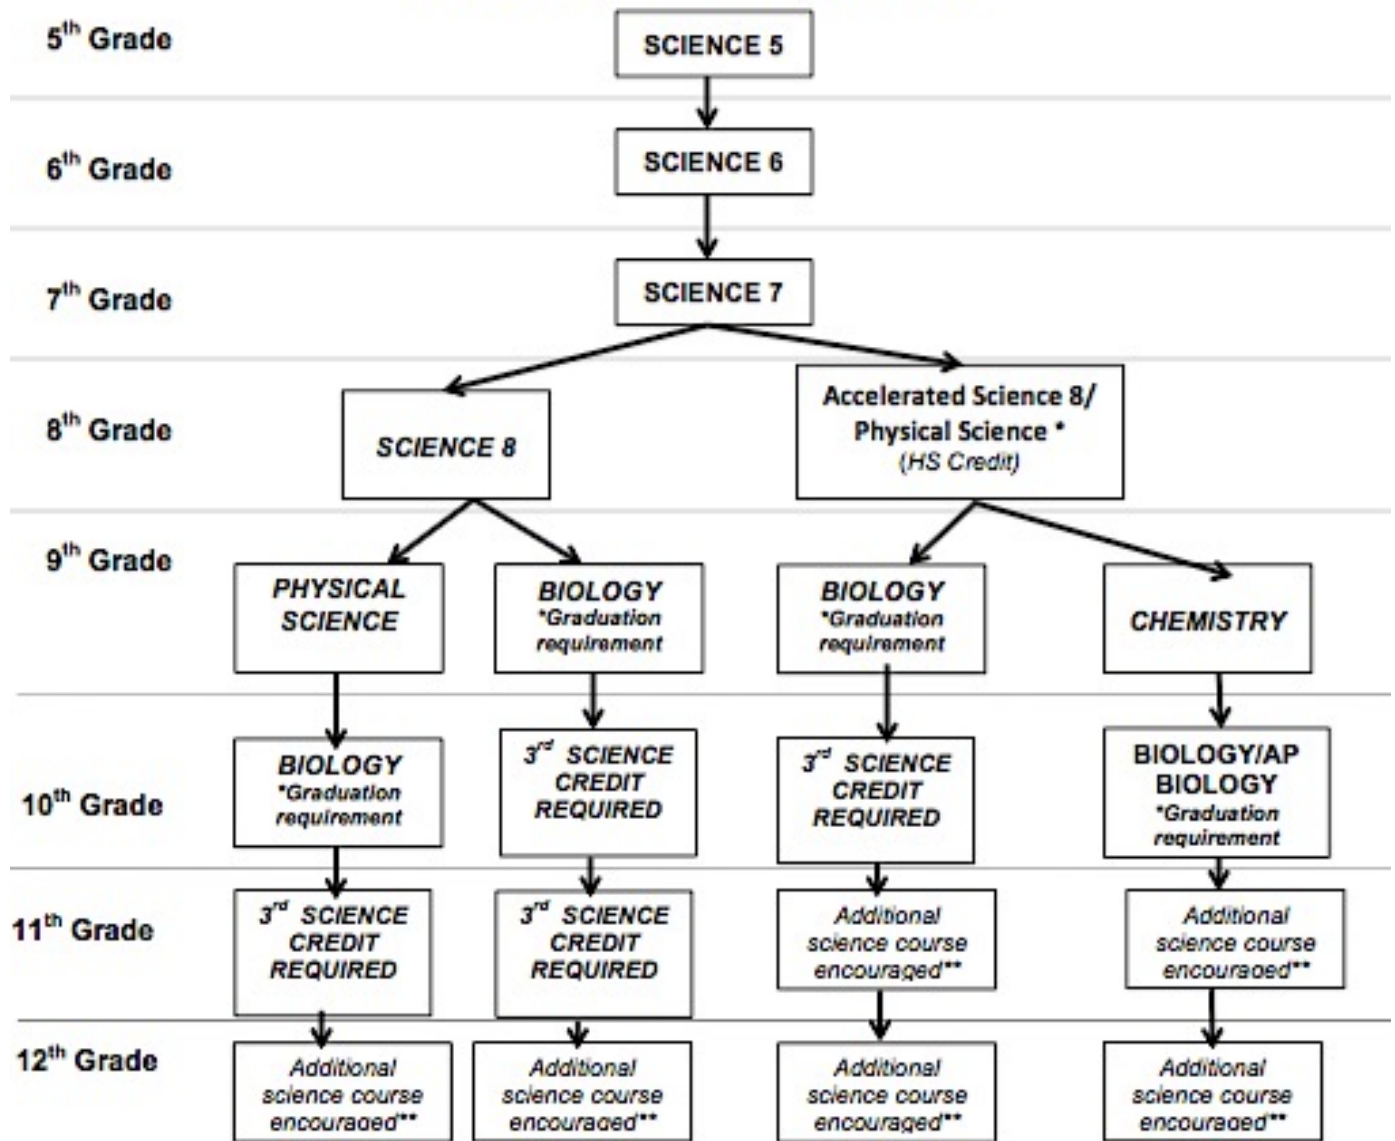 5th Grade
SCIENCE 5
6th Grade
SCIENCE 6
7th Grade
SCIENCE 7
8th Grade
SCIENCE 8
Accelerated Science 8/
Physical Science *
(HS Credit)
9th Grade
PHYSICAL
SCIENCE
BIOLOGY
*Graduation
requirement
BIOLOGY
*Graduation
requirement
CHEMISTRY
10th Grade
BIOLOGY
*Graduation
requirement
3rd SCIENCE
CREDIT
REQUIRED
3rd SCIENCE
CREDIT
REQUIRED
BIOLOGY/AP
BIOLOGY
*Graduation
requirement
11th Grade
3rd SCIENCE
CREDIT
REQUIRED
3rd SCIENCE
CREDIT
REQUIRED
Additional
science course
encouraged**
Additional
science course
encouraged**
12th Grade
Additional
science course
encouraged**
Additional
science course
encouraged**
Additional
science course
encouraged**
Additional
science course
encouraged**